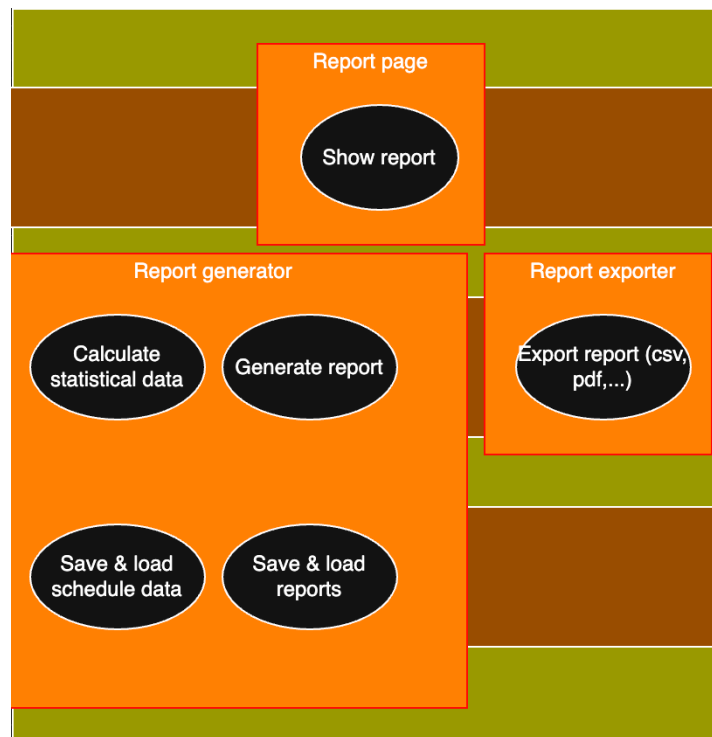 Report page
Show report
Report generator
Report exporter
Calculate
statistical data
Generate report
Export report (csv,
pdf,...)
Save & load
schedule data
Save & load
reports